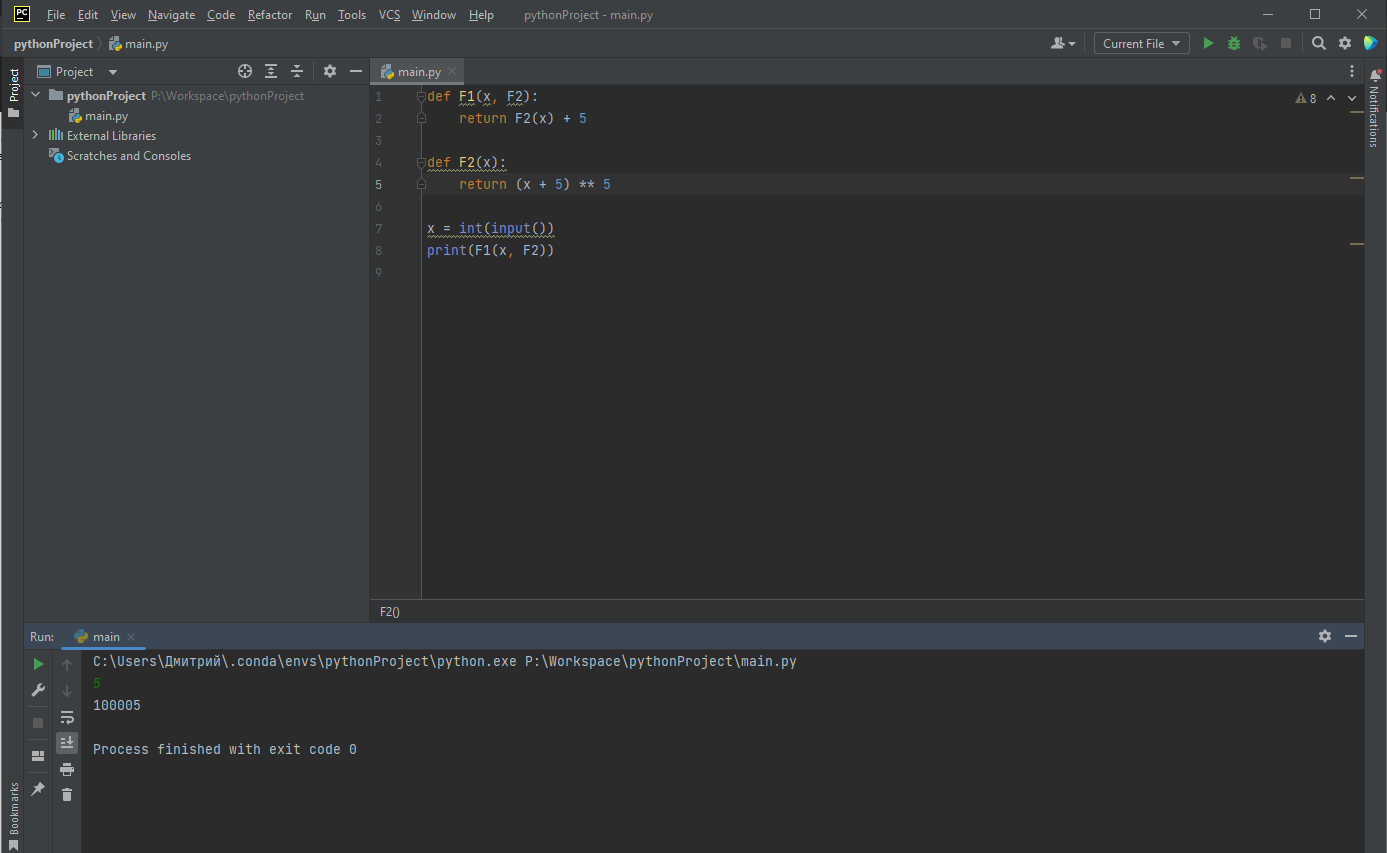 PC File Edit View Navigate Code Refactor Run Tools VCS Window Help pythonProject - main.py
pythonProject main.py Current File
Project
Project main.py
pythonProject P:\Workspace\pythonProject
main.py
External Libraries
Scratches and Consoles
1 def F1(x, F2):
2 return F2(x) + 5
3
4 def F2(x):
5 return (x + 5) ** 5
6
7 x = int(input())
8 print(F1(x, F2))
9
8
Notifications
F2()
Run: main
C:\Users\Дмитрий\.conda\envs\pythonProject\python.exe P:\Workspace\pythonProject\main.py
5
100005
Process finished with exit code 0
Bookmarks